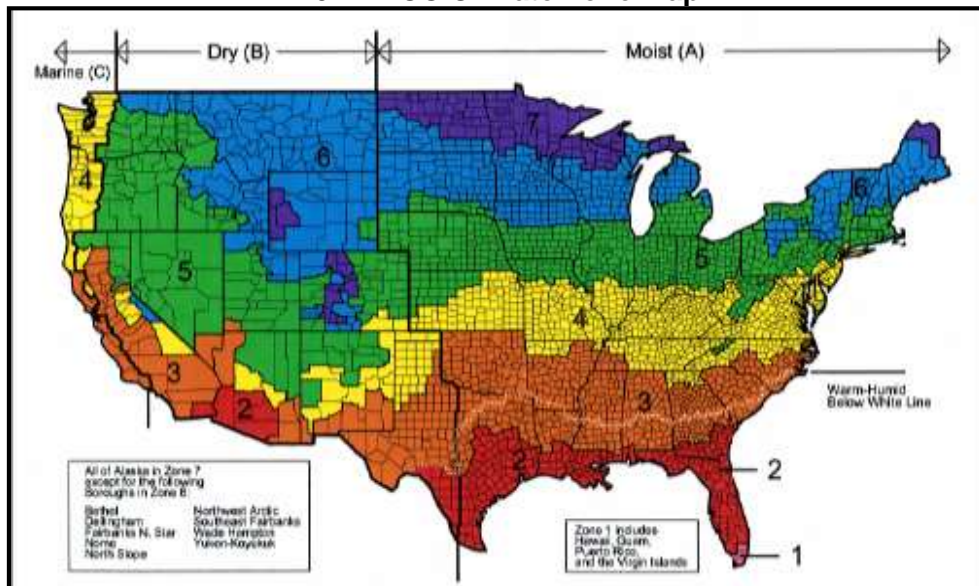 Marine (C)
Dry (B)
Moist (A)
7
6
6
4
5
5
4
3
3
2
2
2
1
Warm-Humid
Below White Line
All of Alaska in Zone 7
except for the following
Boroughs in Zone 8:
Bethel
Dellingham
Fairbanks N. Star
Nome
North Slope
Northwest Arctic
Southeast Fairbanks
Wade Hampton
Yukon-Koyukuk
Zone 1 includes
Hawaii, Guam,
Puerto Rico,
and the Virgin Islands